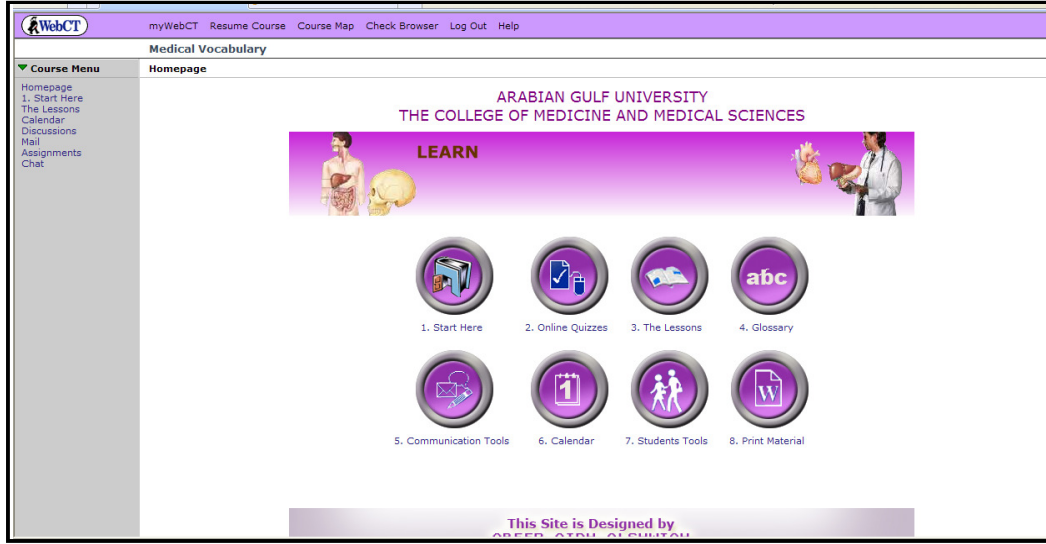 WebCT
myWebCT Resume Course Course Map Check Browser Log Out Help
Medical Vocabulary
Course Menu
Homepage
Homepage
1. Start Here
The Lessons
Calendar
Discussions
Mail
Assignments
Chat
ARABIAN GULF UNIVERSITY
THE COLLEGE OF MEDICINE AND MEDICAL SCIENCES
LEARN
abc
1. Start Here
2. Online Quizzes
3. The Lessons
4. Glossary
1
W
5. Communication Tools
6. Calendar
7. Students Tools
8. Print Material
This Site is Designed by